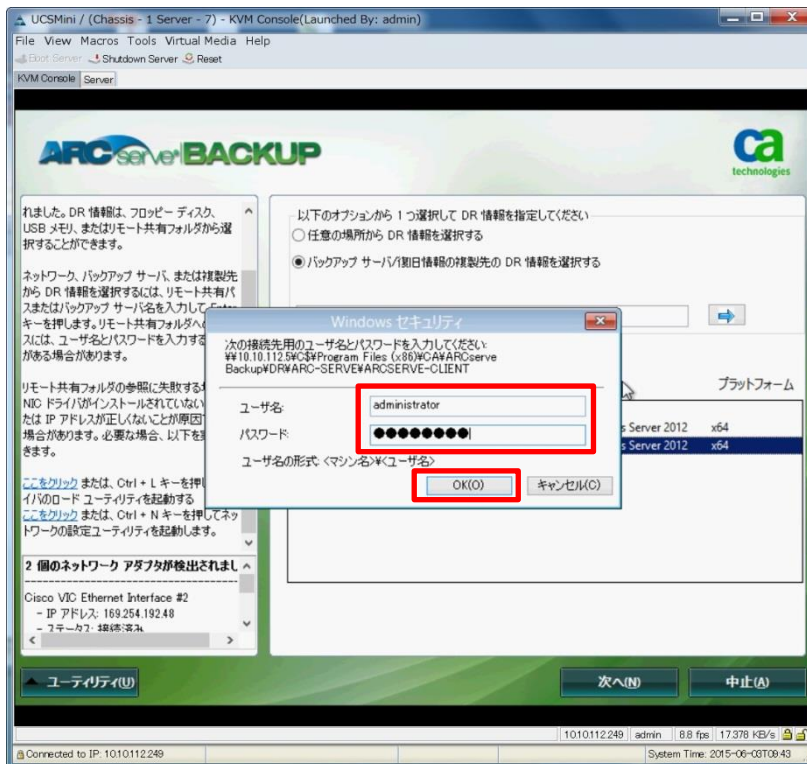 UCSMini / (Chassis - 1 Server - 7) - KVM Console(Launched By: admin)
File View Macros Tools Virtual Media Help
Boot Server Shutdown Server Reset
KVM Console Server
ARCserve BACKUP
ca
technologies
れました。DR 情報は、フロッピー ディスク、
USB メモリ、またはリモート共有フォルダから選
択することができます。
ネットワーク、バックアップ サーバ、または複製先
から DR 情報を選択するには、リモート共有パ
スまたはバックアップ サーバ名を入力して Enter
キーを押します。リモート共有フォルダへの
スには、ユーザ名とパスワードを入力する
がある場合があります。
リモート共有フォルダの参照に失敗する
NIC ドライバがインストールされていない
たは IP アドレスが正しくないことが原因
場合があります。必要な場合、以下を
きます。
ここをクリック または、Ctrl + L キーを押し
イバのロード ユーティリティを起動する
ここをクリック または、Ctrl + N キーを押してネッ
トワークの設定ユーティリティを起動します。
2 個のネットワーク アダプタが検出されまし
Cisco VIC Ethernet Interface #2
- IP アドレス: 169.254.192.48
- ステータス: 接続済み
以下のオプションから 1 つ選択して DR 情報を指定してください
任意の場所から DR 情報を選択する
バックアップ サーバ/復旧情報の複製先の DR 情報を選択する
プラットフォーム
s Server 2012 x64
s Server 2012 x64
Windows セキュリティ
次の接続先用のユーザ名とパスワードを入力してください:
¥¥10.10.112.5¥C$¥Program Files (x86)¥CA¥ARCserve
Backup¥DR¥ARC-SERVE¥ARCSERVE-CLIENT
ユーザ名: administrator
パスワード: ●●●●●●●●
ユーザ名の形式: <マシン名>¥<ユーザ名>
OK(O) キャンセル(C)
ユーティリティ(U) 次へ(N) 中止(A)
10.10.112.249 admin 8.8 fps 17.378 KB/s
Connected to IP: 10.10.112.249 System Time: 2015-06-03T09:43